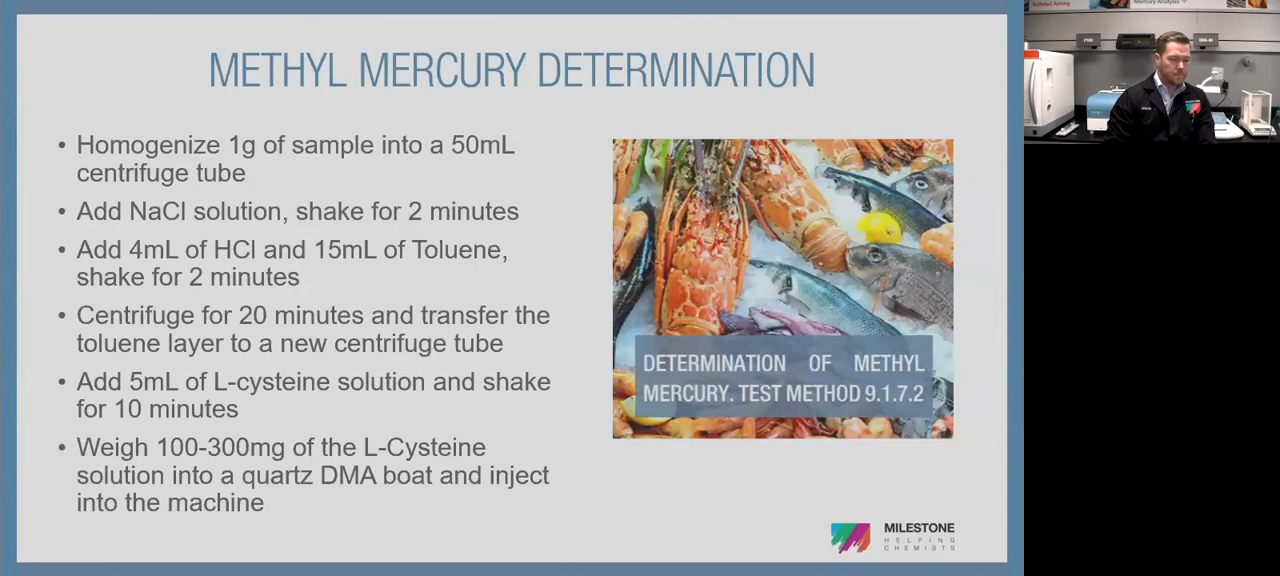 METHYL MERCURY DETERMINATION
• Homogenize 1g of sample into a 50mL
centrifuge tube
• Add NaCl solution, shake for 2 minutes
• Add 4mL of HCl and 15mL of Toluene,
shake for 2 minutes
• Centrifuge for 20 minutes and transfer the
toluene layer to a new centrifuge tube
• Add 5mL of L-cysteine solution and shake
for 10 minutes
• Weigh 100-300mg of the L-Cysteine
solution into a quartz DMA boat and inject
into the machine
DETERMINATION OF METHYL
MERCURY. TEST METHOD 9.1.7.2
MILESTONE
HELPING
CHEMISTS
Mercury Analysis